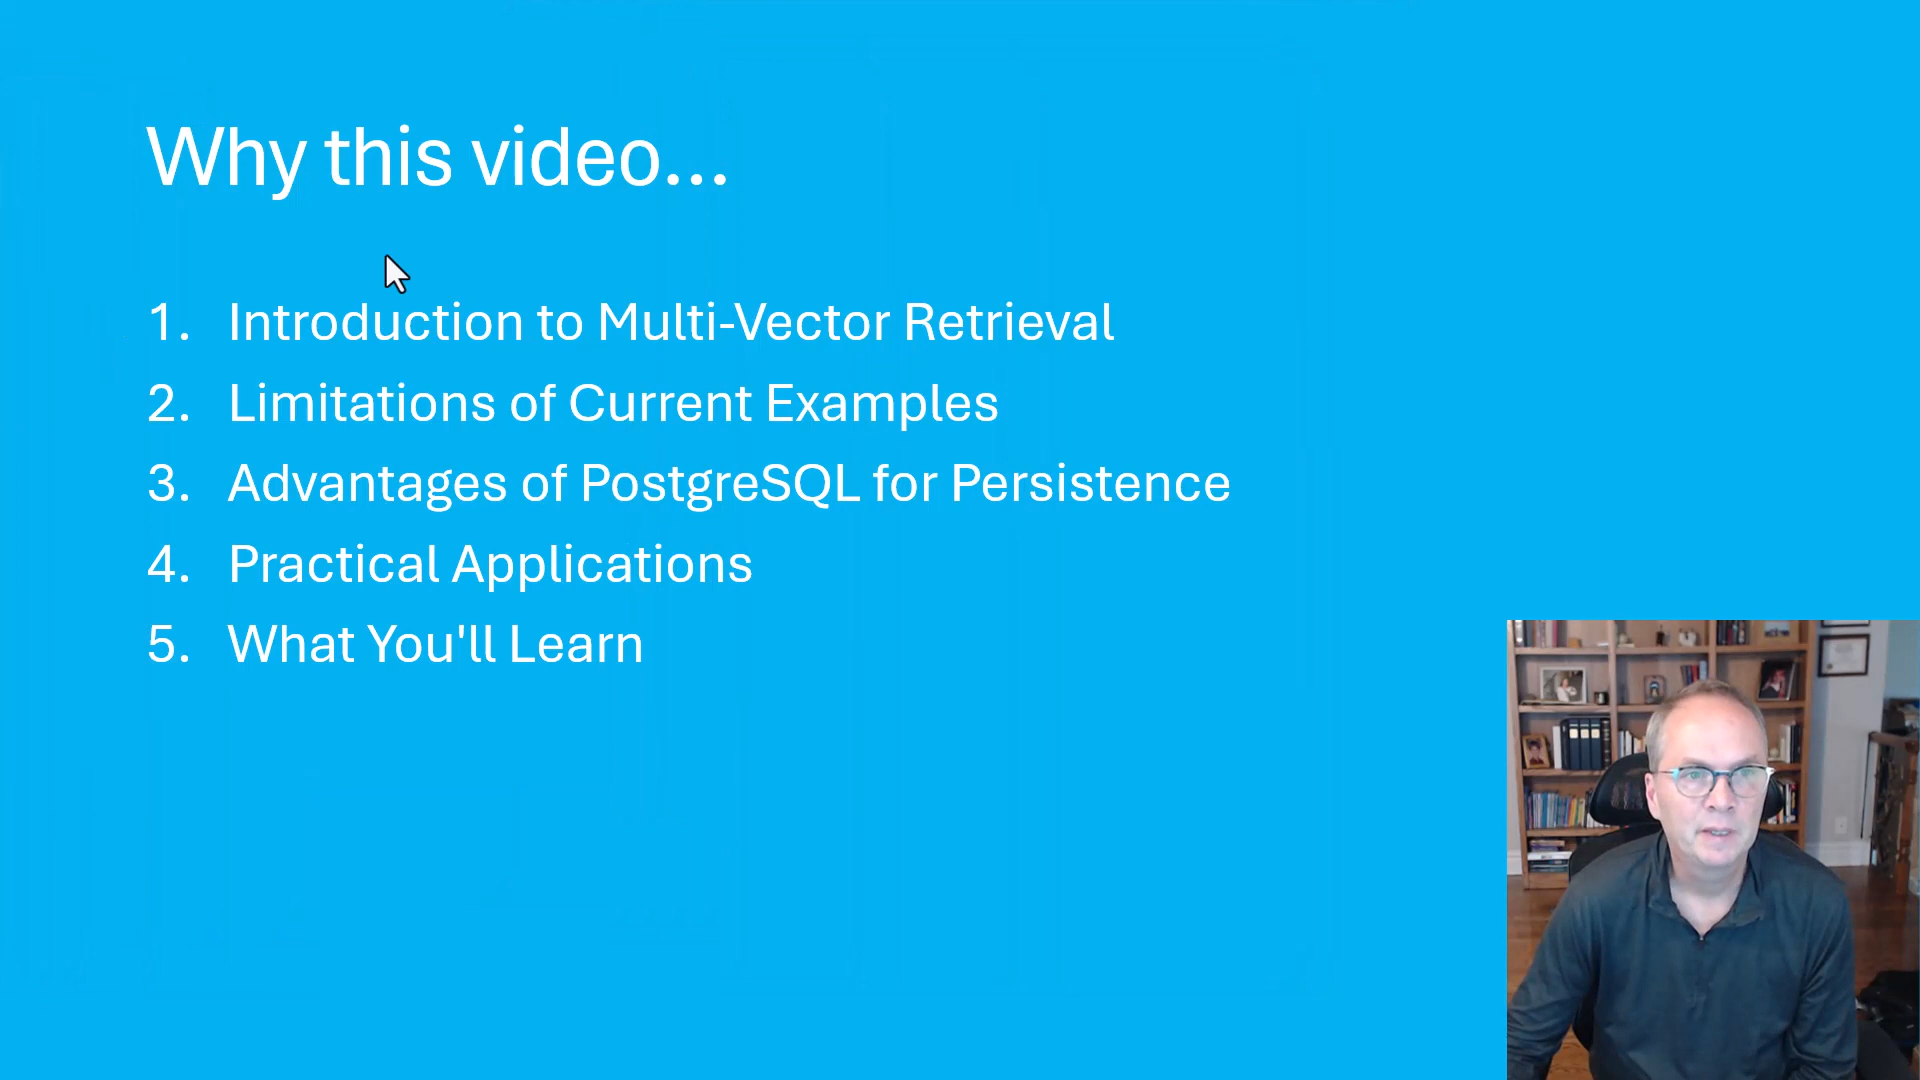 Why this video...
1. Introduction to Multi-Vector Retrieval
2. Limitations of Current Examples
3. Advantages of PostgreSQL for Persistence
4. Practical Applications
5. What You'll Learn